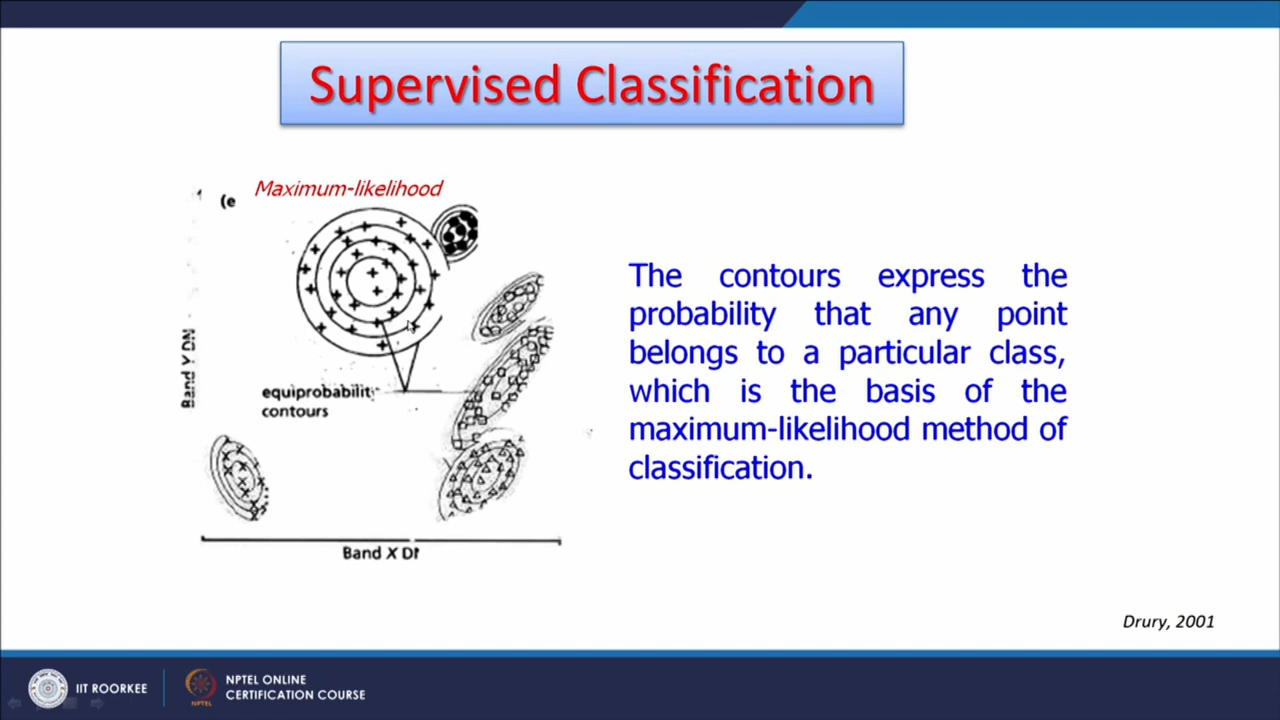 Supervised Classification
(e
Maximum-likelihood
Band Y DN
equiprobability
contours
Band X DN
The contours express the
probability that any point
belongs to a particular class,
which is the basis of the
maximum-likelihood method of
classification.
Drury, 2001
IIT ROORKEE
NPTEL
NPTEL ONLINE
CERTIFICATION COURSE